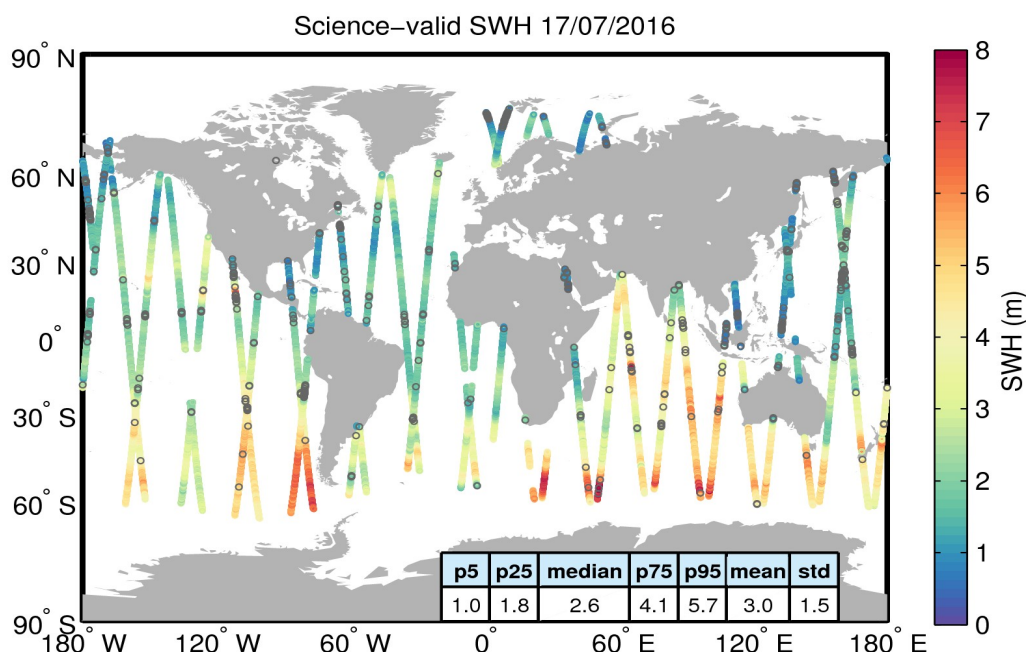 Science−valid SWH 17/07/2016
90° N
60° N
30° N
0°
30° S
60° S
90° S
180° W 120° W 60° W 0° 60° E 120° E 180° E
p5 p25 median p75 p95 mean std
1.0 1.8 2.6 4.1 5.7 3.0 1.5
8
7
6
5
4
3
2
1
0
SWH (m)